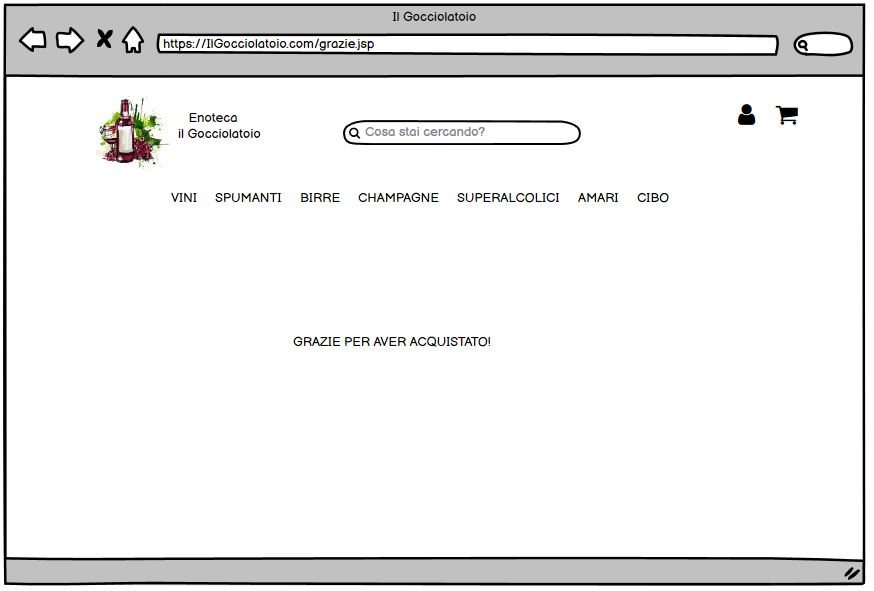 Il Gocciolatoio
https://IlGocciolatoio.com/grazie.jsp
Enoteca
il Gocciolatoio
Cosa stai cercando?
VINI SPUMANTI BIRRE CHAMPAGNE SUPERALCOLICI AMARI CIBO
GRAZIE PER AVER ACQUISTATO!